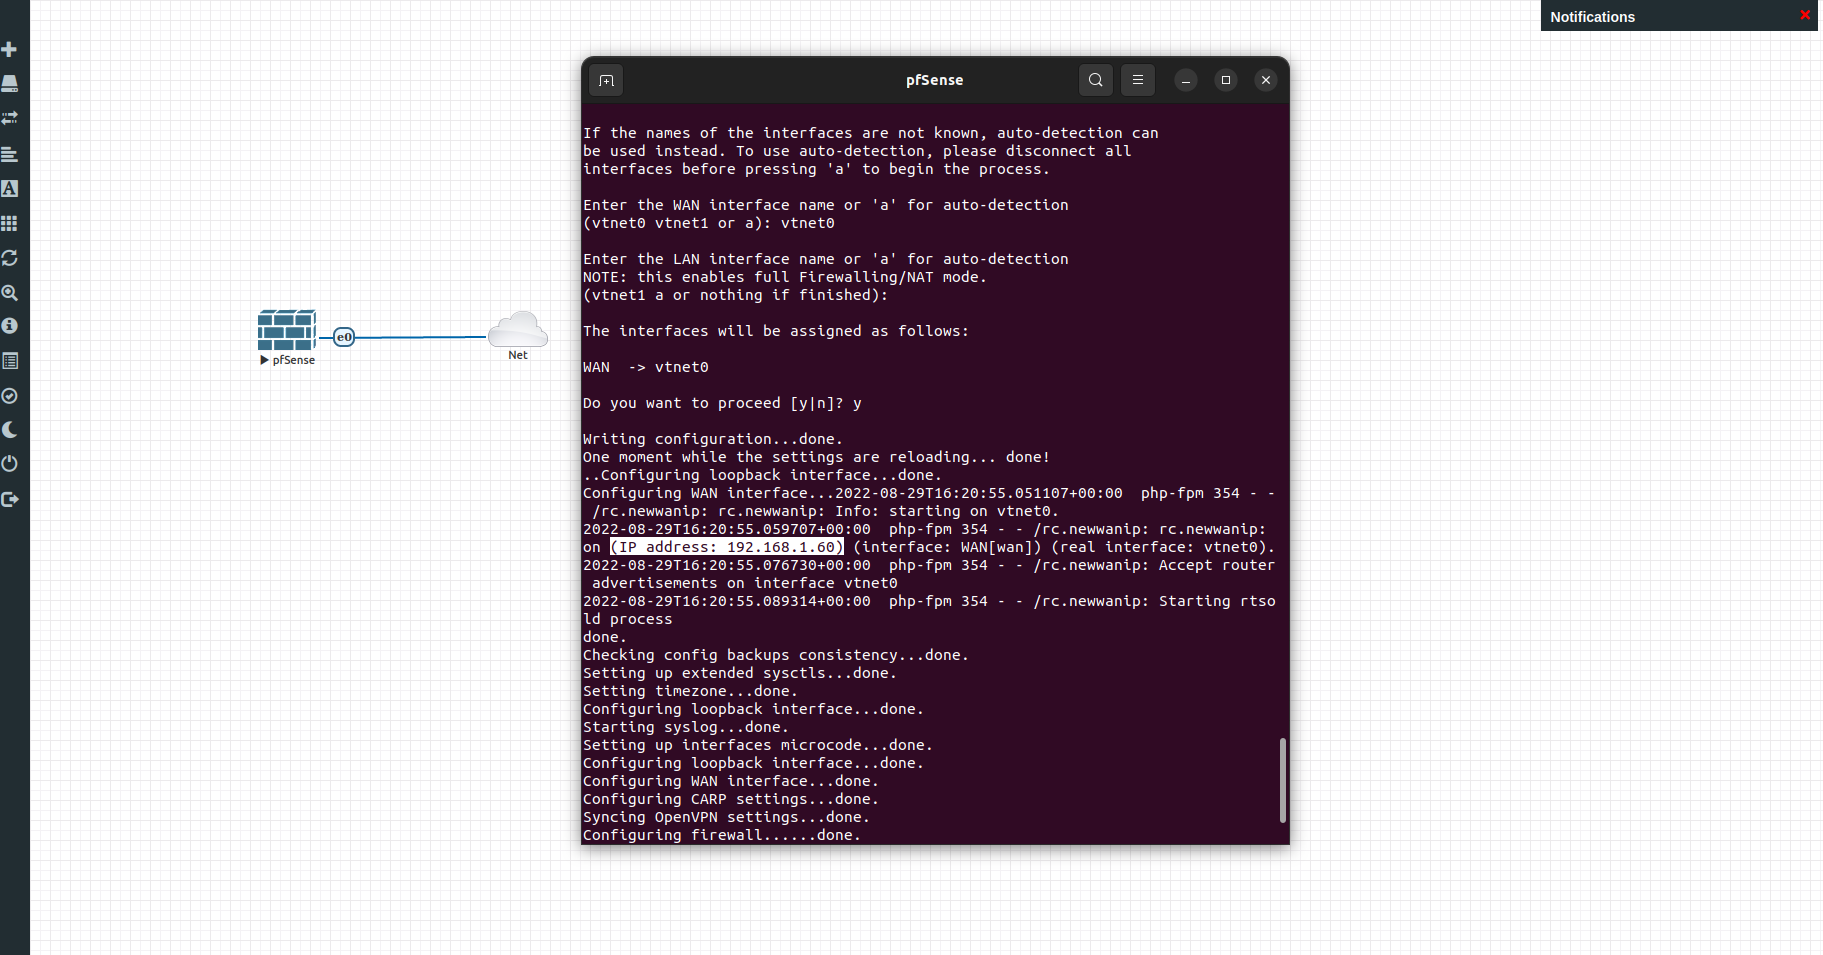 Notifications
pfSense
If the names of the interfaces are not known, auto-detection can
be used instead. To use auto-detection, please disconnect all
interfaces before pressing 'a' to begin the process.
Enter the WAN interface name or 'a' for auto-detection
(vtnet0 vtnet1 or a): vtnet0
Enter the LAN interface name or 'a' for auto-detection
NOTE: this enables full Firewalling/NAT mode.
(vtnet1 a or nothing if finished):
The interfaces will be assigned as follows:
WAN  -> vtnet0
Do you want to proceed [y|n]? y
Writing configuration...done.
One moment while the settings are reloading... done!
..Configuring loopback interface...done.
Configuring WAN interface...2022-08-29T16:20:55.051107+00:00  php-fpm 354 - -
/rc.newwanip: rc.newwanip: Info: starting on vtnet0.
2022-08-29T16:20:55.059707+00:00  php-fpm 354 - - /rc.newwanip: rc.newwanip:
on (IP address: 192.168.1.60) (interface: WAN[wan]) (real interface: vtnet0).
2022-08-29T16:20:55.076730+00:00  php-fpm 354 - - /rc.newwanip: Accept router
advertisements on interface vtnet0
2022-08-29T16:20:55.089314+00:00  php-fpm 354 - - /rc.newwanip: Starting rtso
ld process
done.
Checking config backups consistency...done.
Setting up extended sysctls...done.
Setting timezone...done.
Configuring loopback interface...done.
Starting syslog...done.
Setting up interfaces microcode...done.
Configuring loopback interface...done.
Configuring WAN interface...done.
Configuring CARP settings...done.
Syncing OpenVPN settings...done.
Configuring firewall......done.
e0
pfSense
Net